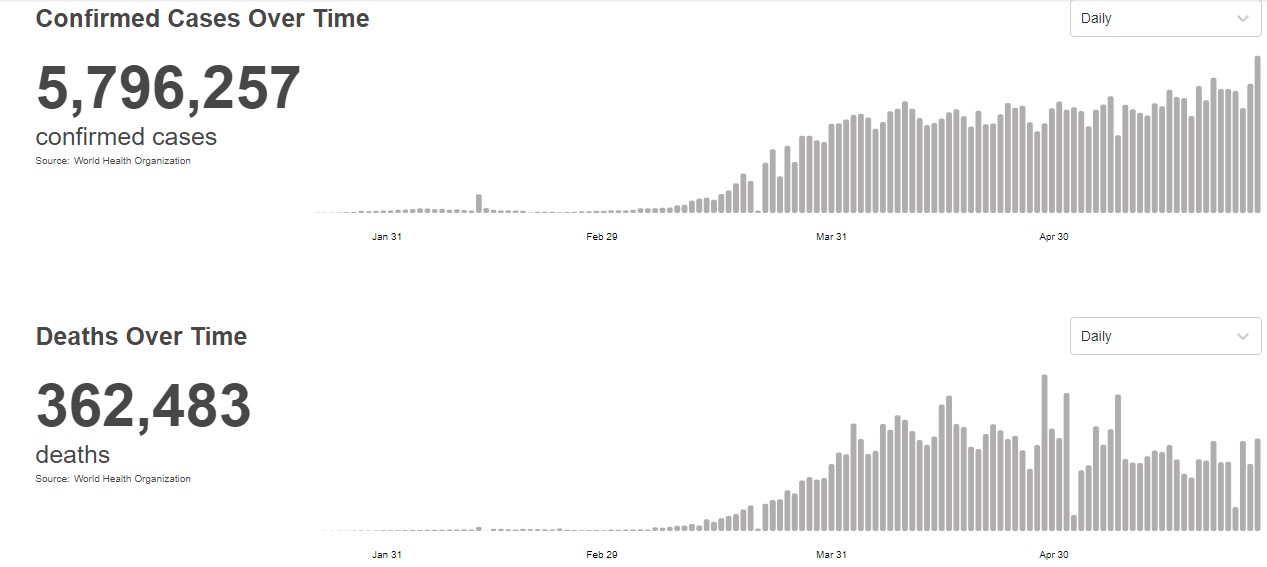 Confirmed Cases Over Time
Daily
5,796,257
confirmed cases
Source: World Health Organization
Jan 31
Feb 29
Mar 31
Apr 30
Deaths Over Time
Daily
362,483
deaths
Source: World Health Organization
Jan 31
Feb 29
Mar 31
Apr 30